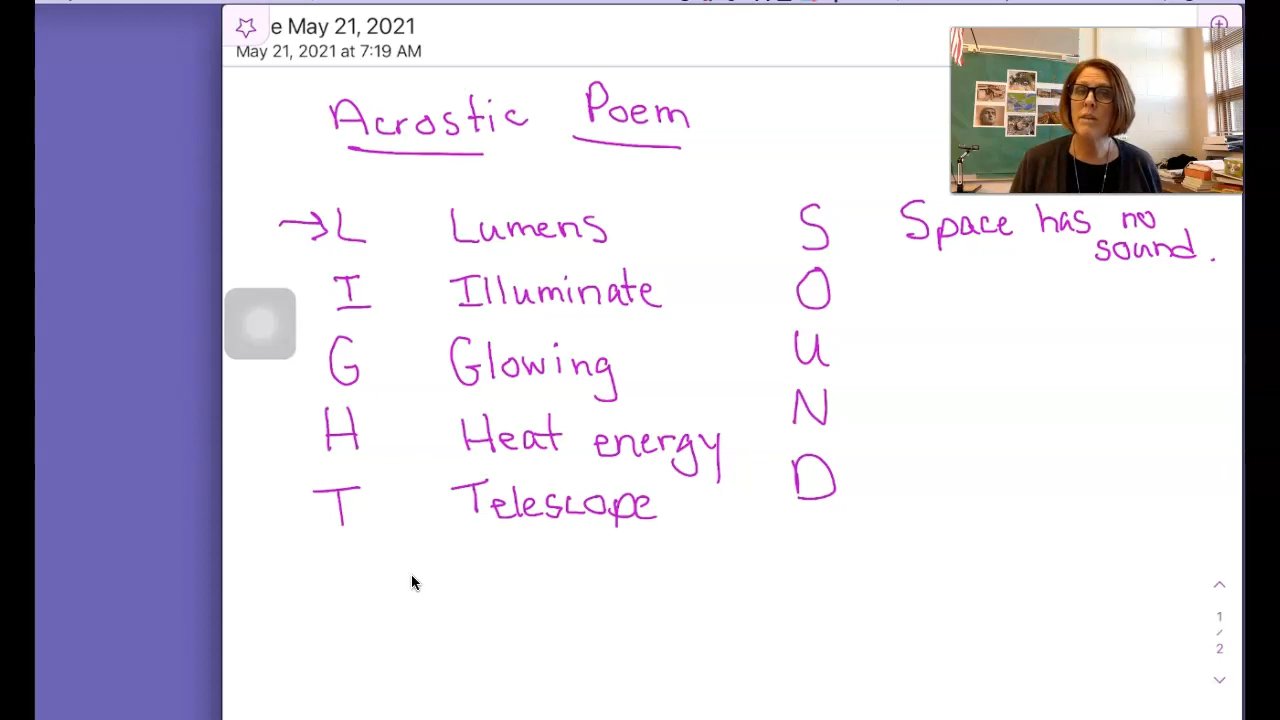 e May 21, 2021
May 21, 2021 at 7:19 AM
Acrostic Poem
L Lumens
I Illuminate
G Glowing
H Heat energy
T Telescope
S Space has no
sound.
O
U
N
D
1
/
2